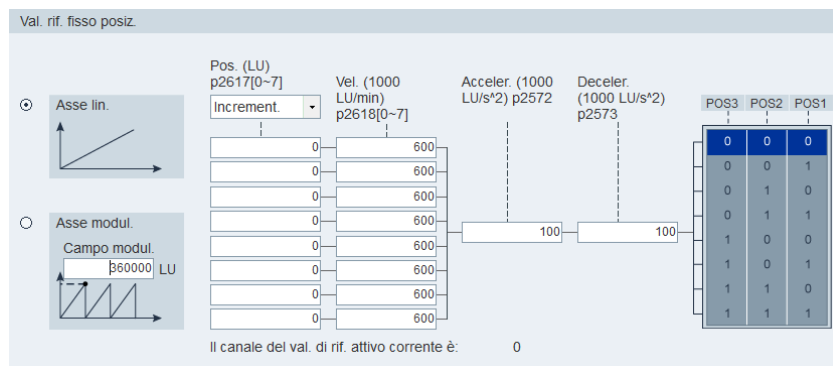 Val. rif. fisso posiz.
Pos. (LU)
p2617[0~7]
Vel. (1000
LU/min)
p2618[0~7]
Acceler. (1000
LU/s^2) p2572
Deceler.
(1000 LU/s^2)
p2573
Asse lin.
Increment.
POS3 POS2 POS1
0 600 0 0 0
0 600 0 0 1
0 600 0 1 0
Asse modul.
0 600 0 1 1
100 100
Campo modul.
0 600 1 0 0
360000 LU
0 600 1 0 1
0 600 1 1 0
0 600 1 1 1
Il canale del val. di rif. attivo corrente è: 0